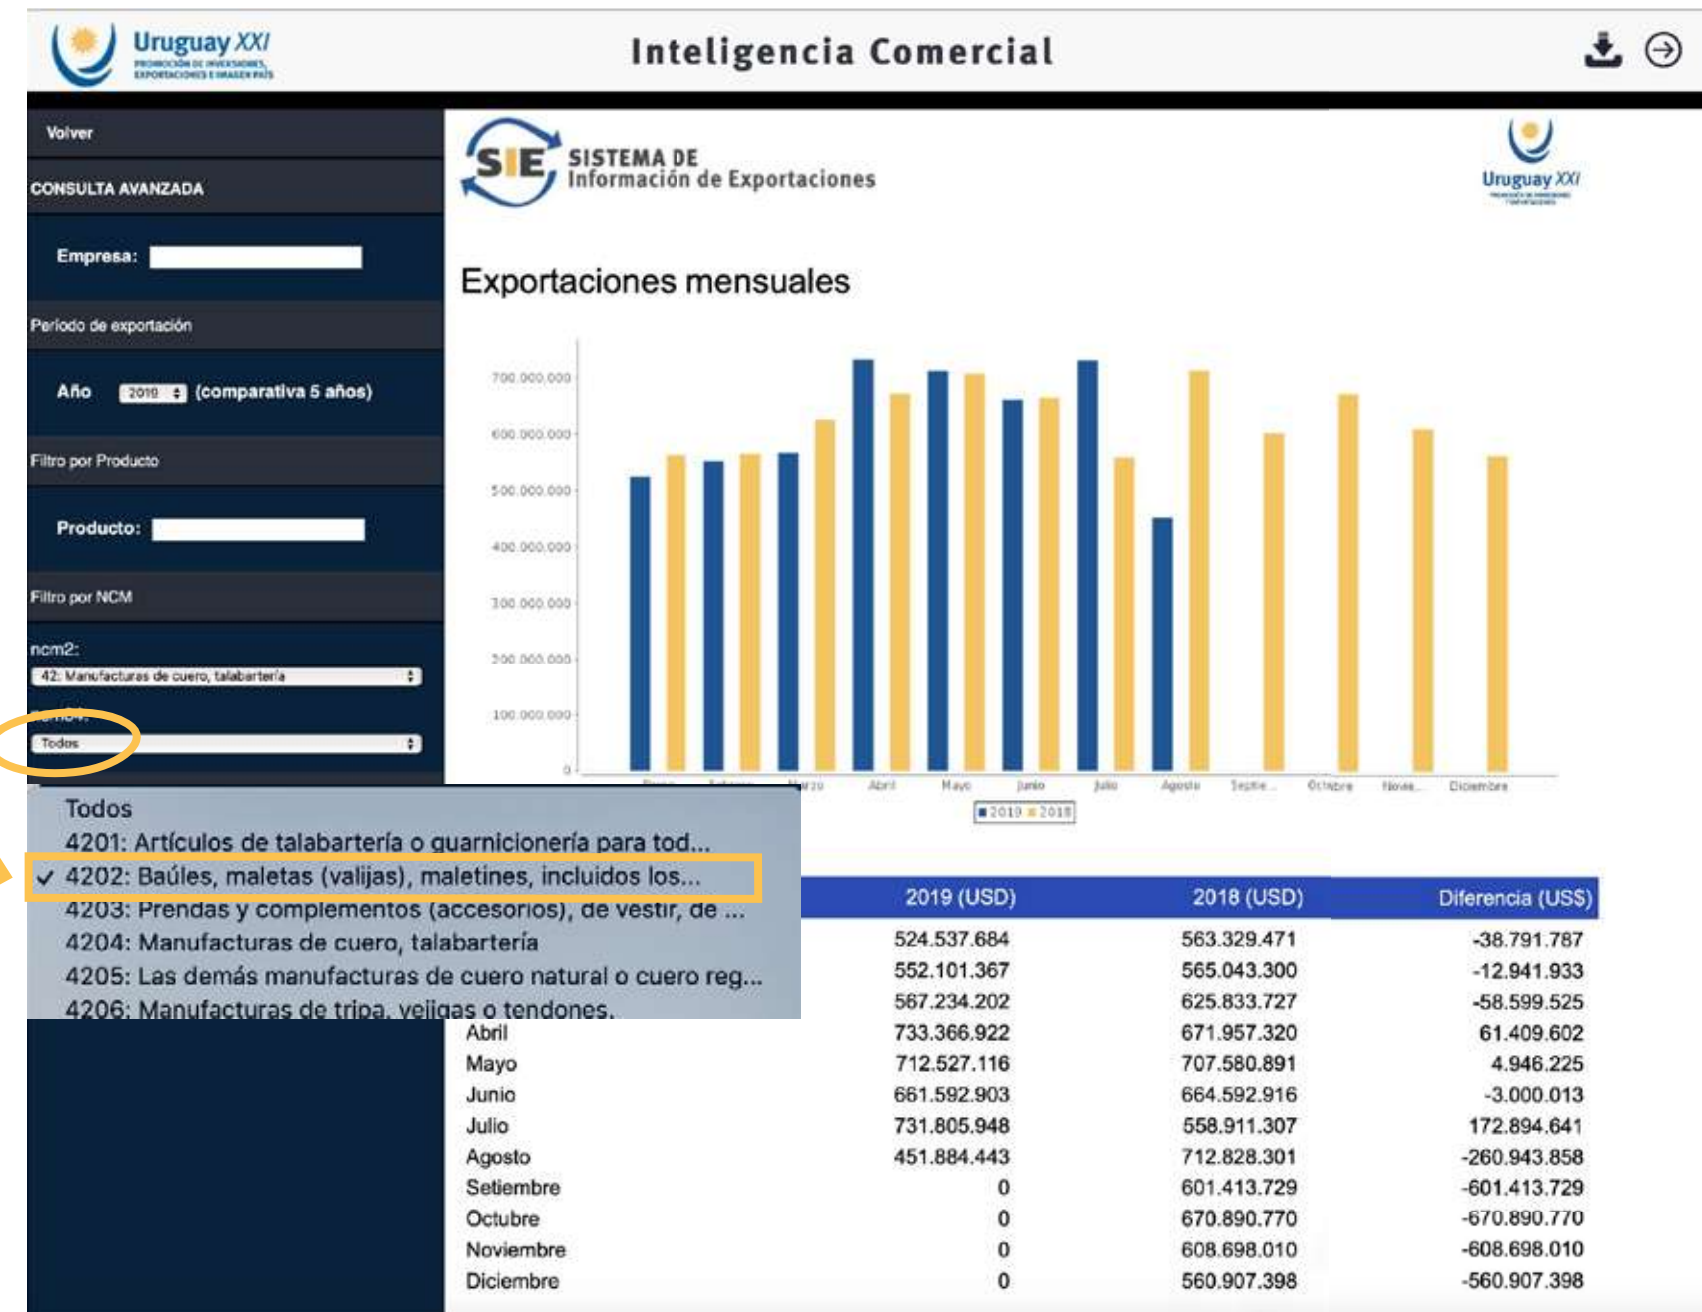 Uruguay XXI
PROMOCIÓN DE INVERSIONES,
EXPORTACIONES E IMAGEN PAÍS
Inteligencia Comercial
Volver
CONSULTA AVANZADA
Empresa:
Período de exportación
Año 2019 (comparativa 5 años)
Filtro por Producto
Producto:
Filtro por NCM
ncm2:
42: Manufacturas de cuero, talabartería
Todos
SIE SISTEMA DE
Información de Exportaciones
Uruguay XXI
Exportaciones mensuales
700.000.000
600.000.000
500.000.000
400.000.000
300.000.000
200.000.000
100.000.000
0
Abril Mayo Junio Julio Agosto Septie... Octubre Novie... Diciembre
2019 2018
Todos
4201: Artículos de talabartería o guarnicionería para tod...
✓ 4202: Baúles, maletas (valijas), maletines, incluidos los...
4203: Prendas y complementos (accesorios), de vestir, de ...
4204: Manufacturas de cuero, talabartería
4205: Las demás manufacturas de cuero natural o cuero reg...
4206: Manufacturas de tripa, vejigas o tendones.
2019 (USD) 2018 (USD) Diferencia (US$)
524.537.684 563.329.471 -38.791.787
552.101.367 565.043.300 -12.941.933
567.234.202 625.833.727 -58.599.525
Abril 733.366.922 671.957.320 61.409.602
Mayo 712.527.116 707.580.891 4.946.225
Junio 661.592.903 664.592.916 -3.000.013
Julio 731.805.948 558.911.307 172.894.641
Agosto 451.884.443 712.828.301 -260.943.858
Setiembre 0 601.413.729 -601.413.729
Octubre 0 670.890.770 -670.890.770
Noviembre 0 608.698.010 -608.698.010
Diciembre 0 560.907.398 -560.907.398